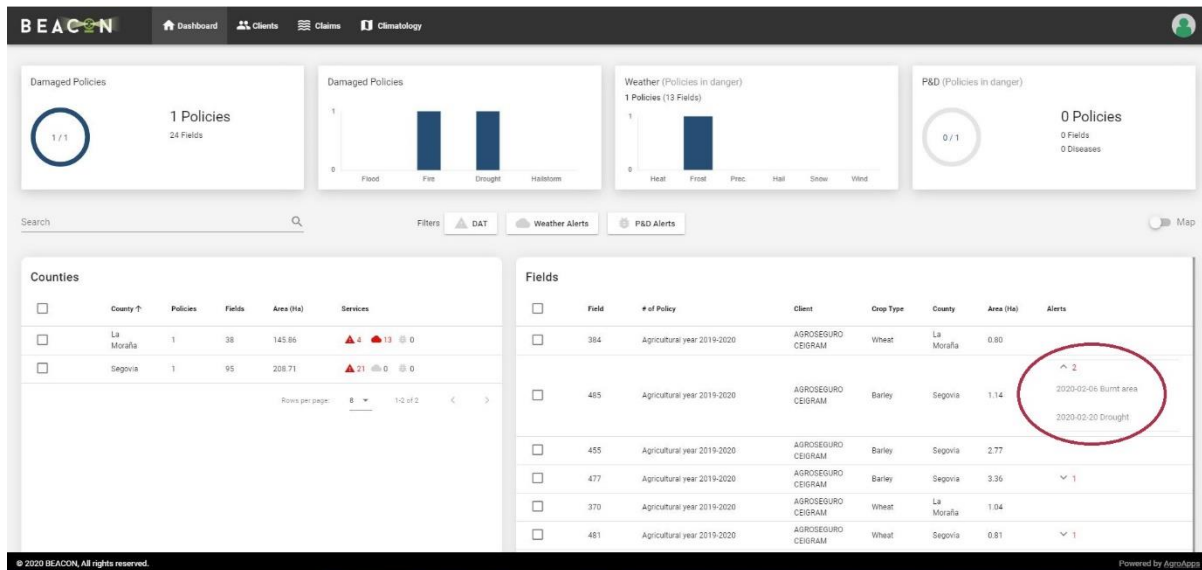 BEACON Dashboard Clients Claims Climatology
Damaged Policies
1 / 1
1 Policies
24 Fields
Damaged Policies
1
0
Flood Fire Drought Hailstorm
Weather (Policies in danger)
1 Policies (13 Fields)
1
0
Heat Frost Prec. Hail Snow Wind
P&D (Policies in danger)
0 / 1
0 Policies
0 Fields
0 Diseases
Search
Filters DAT Weather Alerts P&D Alerts
Map
Counties
County ↑ Policies Fields Area (Ha) Services
La Moraña 1 38 145.86 4 13 0
Segovia 1 95 208.71 21 0 0
Rows per page: 8 1-2 of 2
Fields
Field # of Policy Client Crop Type County Area (Ha) Alerts
384 Agricultural year 2019-2020 AGROSEGURO CEIGRAM Wheat La Moraña 0.80
485 Agricultural year 2019-2020 AGROSEGURO CEIGRAM Barley Segovia 1.14 2
2020-02-06 Burnt area
2020-02-20 Drought
455 Agricultural year 2019-2020 AGROSEGURO CEIGRAM Barley Segovia 2.77
477 Agricultural year 2019-2020 AGROSEGURO CEIGRAM Barley Segovia 3.36 1
370 Agricultural year 2019-2020 AGROSEGURO CEIGRAM Wheat La Moraña 1.04
481 Agricultural year 2019-2020 AGROSEGURO CEIGRAM Wheat Segovia 0.81 1
© 2020 BEACON, All rights reserved.
Powered by AgroApps